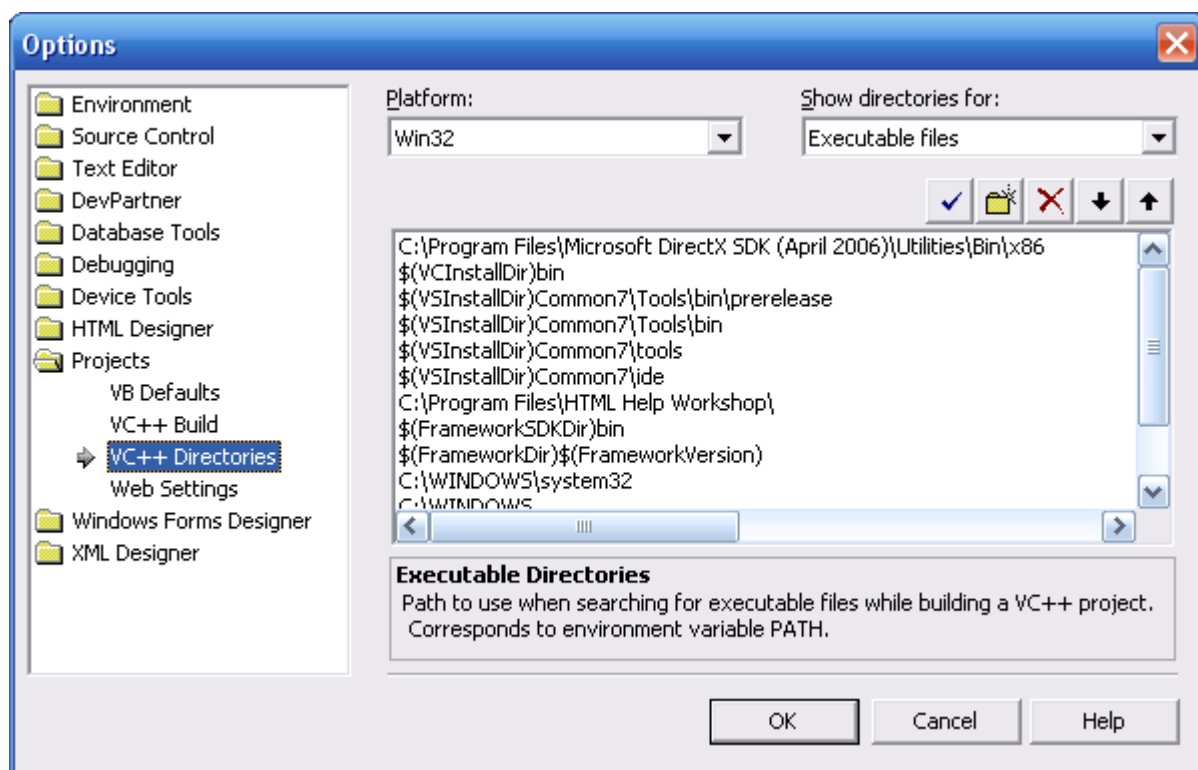 Options
Environment
Source Control
Text Editor
DevPartner
Database Tools
Debugging
Device Tools
HTML Designer
Projects
VB Defaults
VC++ Build
VC++ Directories
Web Settings
Windows Forms Designer
XML Designer
Platform:
Win32
Show directories for:
Executable files
C:\Program Files\Microsoft DirectX SDK (April 2006)\Utilities\Bin\x86
$(VCInstallDir)bin
$(VSInstallDir)Common7\Tools\bin\prerelease
$(VSInstallDir)Common7\Tools\bin
$(VSInstallDir)Common7\tools
$(VSInstallDir)Common7\ide
C:\Program Files\HTML Help Workshop\
$(FrameworkSDKDir)bin
$(FrameworkDir)$(FrameworkVersion)
C:\WINDOWS\system32
C:\WINDOWS
Executable Directories
Path to use when searching for executable files while building a VC++ project.
Corresponds to environment variable PATH.
OK
Cancel
Help